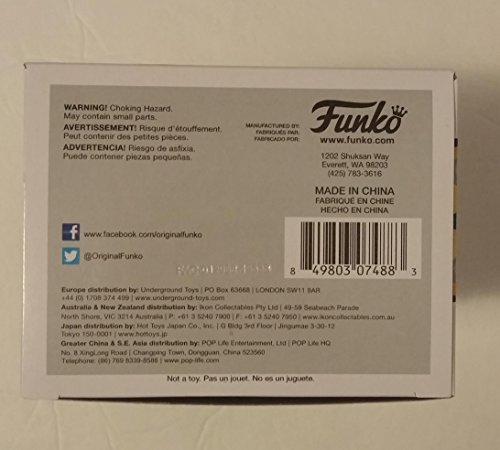 WARNING! Choking Hazard.
May contain small parts.
AVERTISSEMENT! Risque d'étouffement.
Peut contenir des petites pièces.
ADVERTENCIA! Riesgo de asfixia.
Puede contener piezas pequeñas.
MANUFACTURED BY:
FABRIQUÉS PAR:
FABRICADO POR:
Funko
www.funko.com
1202 Shuksan Way
Everett, WA 98203
(425) 783-3616
MADE IN CHINA
FABRIQUÉ EN CHINE
HECHO EN CHINA
8 49803 07488 3
www.facebook.com/originalfunko
@OriginalFunko
Europe distribution by: Underground Toys | PO BOX 63668 | LONDON SW11 9AR
+44 (0) 1708 374 499 | www.underground-toys.com
Australia & New Zealand distribution by: Ikon Collectables Pty Ltd | 49-59 Seabeach Parade
North Shore, VIC 3214 Australia | P: +61 3 5240 7900 | F: +61 3 5240 7950 | www.ikoncollectables.com.au
Japan distribution by: Hot Toys Japan Co., Inc. | G Bldg 3rd Floor | Jingumae 3-30-12
Tokyo 150-0001 | www.hottoys.jp
Greater China & S.E. Asia distribution by: POP Life Entertainment, Ltd | POP Life HQ
No. 8 XingLong Road | Changping Town, Dongguan. China 523560
Telephone: (86) 769 8339-8588 | www.pop-life.com
Not a toy. Pas un jouet. No es un juguete.